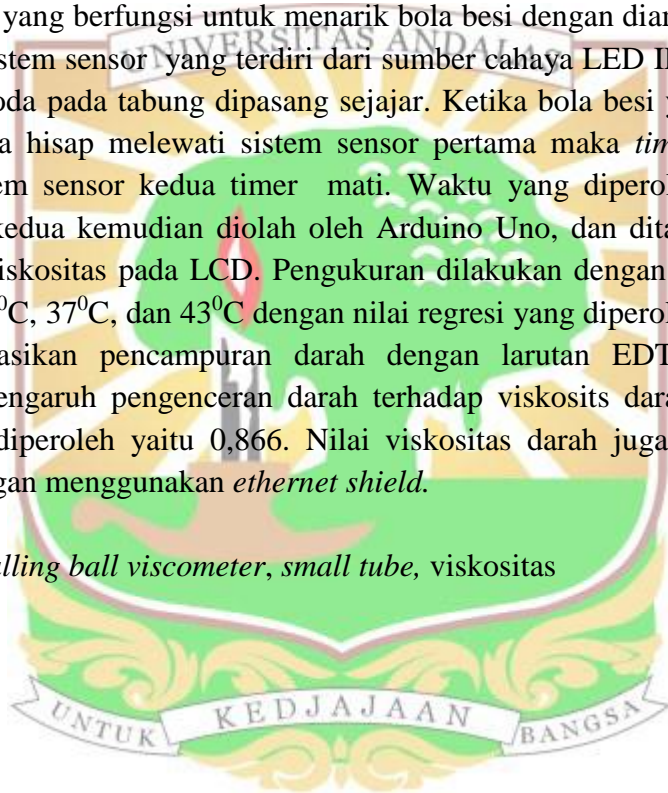 yang berfungsi untuk menarik bola besi dengan diam
UNIVERSITAS ANDALAS
stem sensor yang terdiri dari sumber cahaya LED
oda pada tabung dipasang sejajar. Ketika bola besi
a hisap melewati sistem sensor pertama maka tim
em sensor kedua timer mati. Waktu yang diperol
kedua kemudian diolah oleh Arduino Uno, dan dita
iskositas pada LCD. Pengukuran dilakukan dengan
⁰C, 37⁰C, dan 43⁰C dengan nilai regresi yang diperol
asikan pencampuran darah dengan larutan EDT
engaruh pengenceran darah terhadap viskosits dara
diperoleh yaitu 0,866. Nilai viskositas darah juga
gan menggunakan ethernet shield.
lling ball viscometer, small tube, viskositas
UNTUK KEDJAJAAN BANGSA